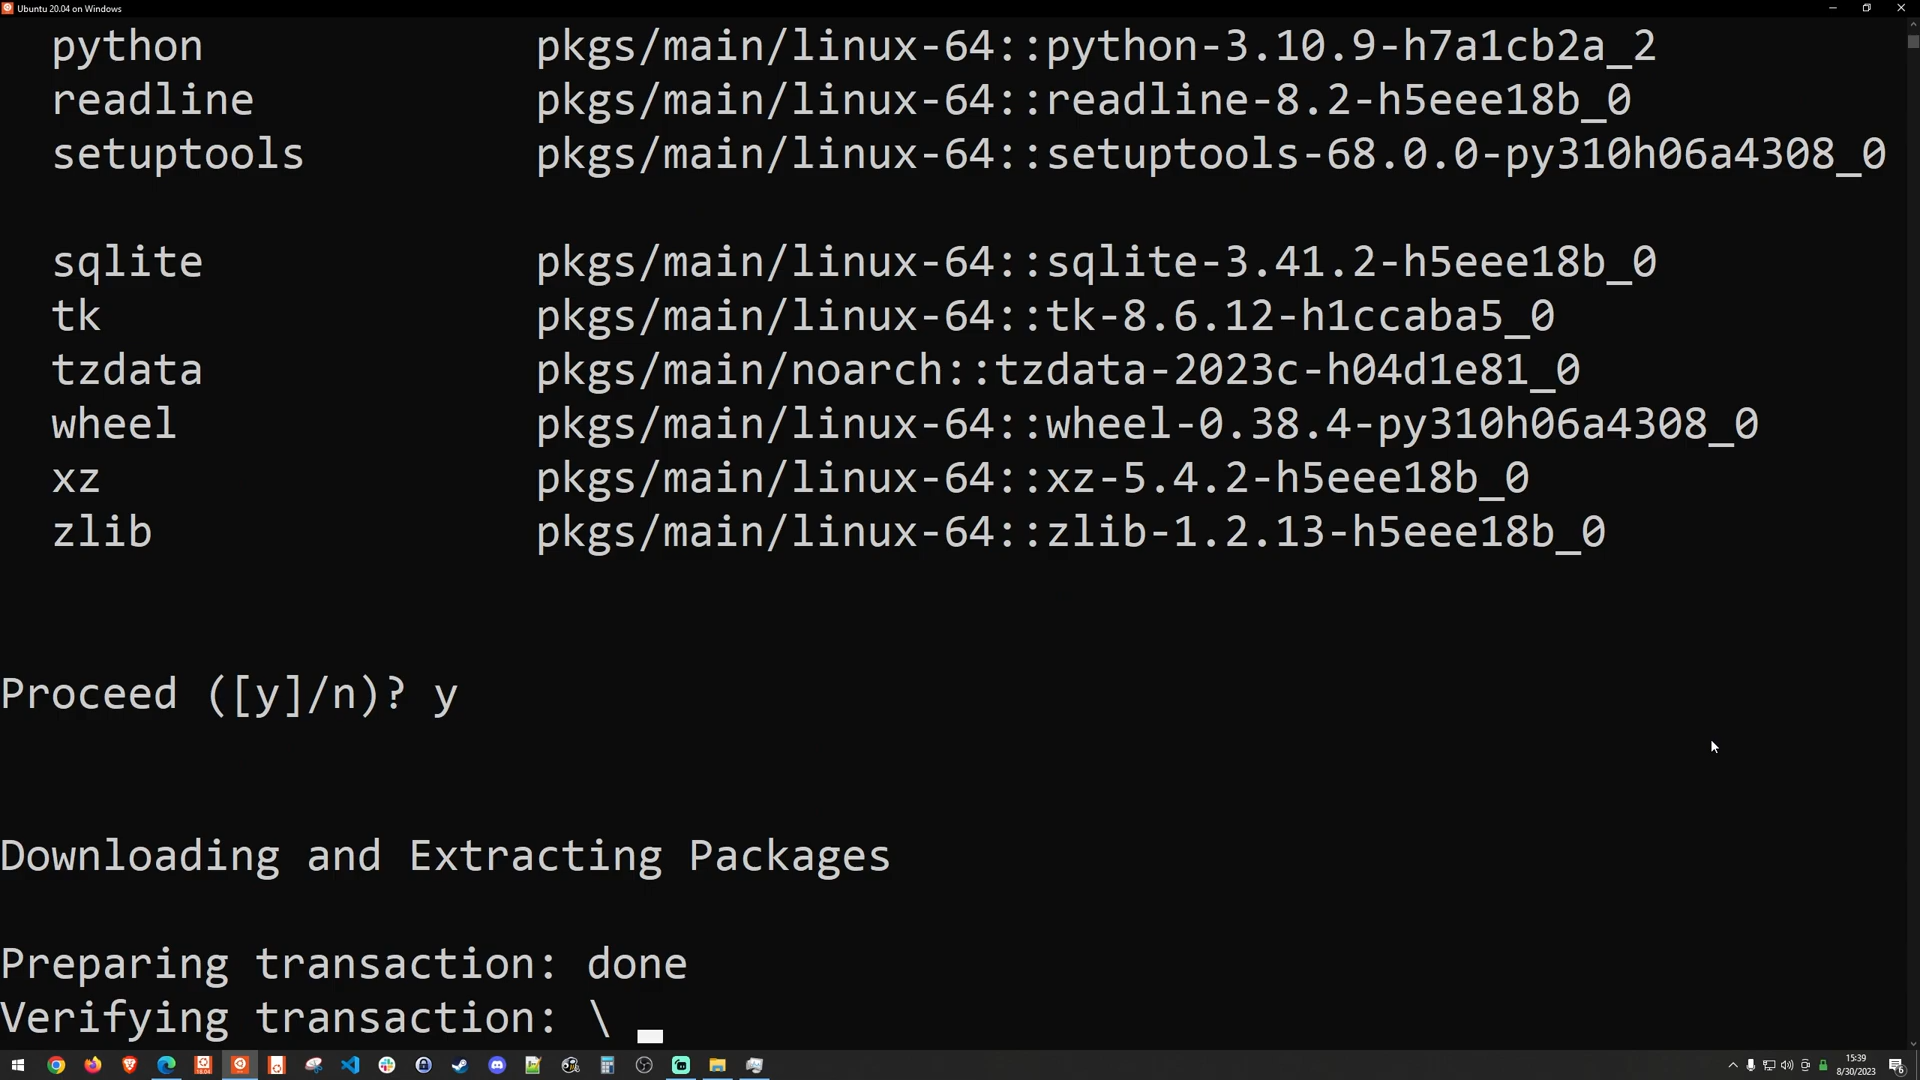 Ubuntu 20.04 on Windows
python pkgs/main/linux-64::python-3.10.9-h7a1cb2a_2
readline pkgs/main/linux-64::readline-8.2-h5eee18b_0
setuptools pkgs/main/linux-64::setuptools-68.0.0-py310h06a4308_0
sqlite pkgs/main/linux-64::sqlite-3.41.2-h5eee18b_0
tk pkgs/main/linux-64::tk-8.6.12-h1ccaba5_0
tzdata pkgs/main/noarch::tzdata-2023c-h04d1e81_0
wheel pkgs/main/linux-64::wheel-0.38.4-py310h06a4308_0
xz pkgs/main/linux-64::xz-5.4.2-h5eee18b_0
zlib pkgs/main/linux-64::zlib-1.2.13-h5eee18b_0
Proceed ([y]/n)? y
Downloading and Extracting Packages
Preparing transaction: done
Verifying transaction: \
15:39
8/30/2023